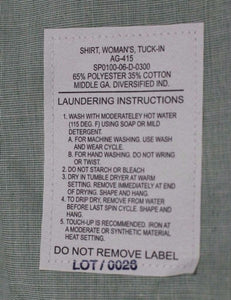 SHIRT, WOMAN'S, TUCK-IN
AG-415
SP0100-06-D-0300
65% POLYESTER 35% COTTON
MIDDLE GA. DIVERSIFIED IND.
LAUNDERING INSTRUCTIONS
1. WASH WITH MODERATELEY HOT WATER
(115 DEG. F) USING SOAP OR MILD
DETERGENT.
A. FOR MACHINE WASHING. USE WASH
AND WEAR CYCLE.
B. FOR HAND WASHING. DO NOT WRING
OR TWIST.
2. DO NOT STARCH OR BLEACH
3. DRY IN TUMBLE DRYER AT WARM
SETTING. REMOVE IMMEDIATELY AT END
OF DRYING. SHAPE AND HANG.
4. TO DRIP DRY, REMOVE FROM WATER
BEFORE LAST SPIN CYCLE. SHAPE AND
HANG.
5. TOUCH-UP IS RECOMMENDED. IRON AT
A MODERATE OR SYNTHETIC MATERIAL
HEAT SETTING.
DO NOT REMOVE LABEL
LOT / 0026